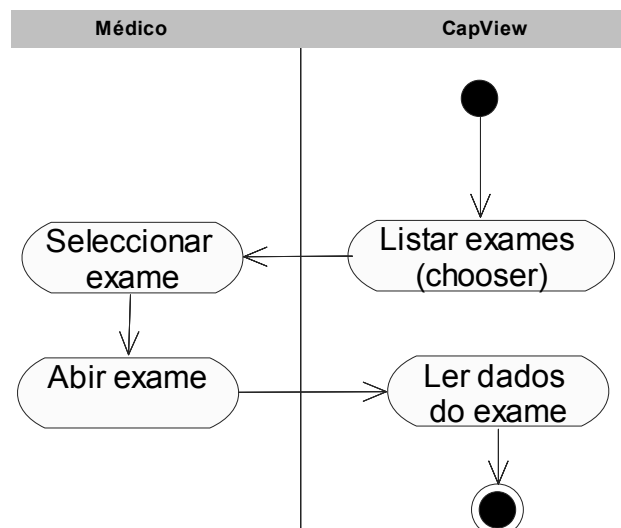 Médico
CapView
Listar exames
(chooser)
Seleccionar
exame
Abir exame
Ler dados
do exame